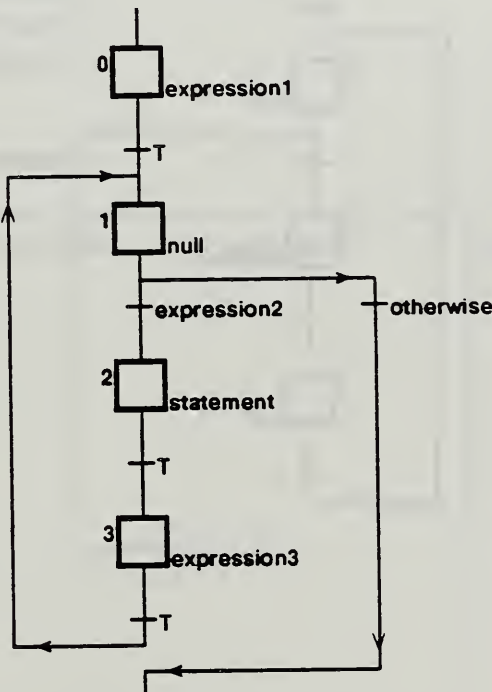 0
expression1
T
1
null
expression2
otherwise
2
statement
T
3
expression3
T